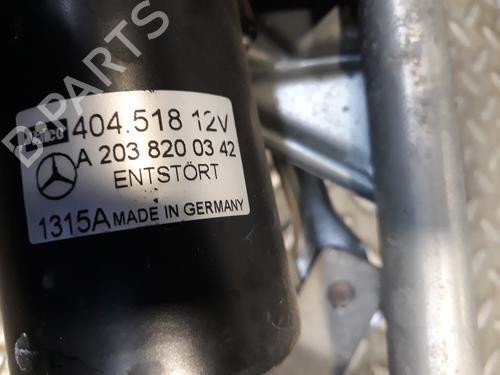 B-PARTS
404.518 12V
A 203 820 03 42
ENTSTÖRT
1315A MADE IN GERMANY